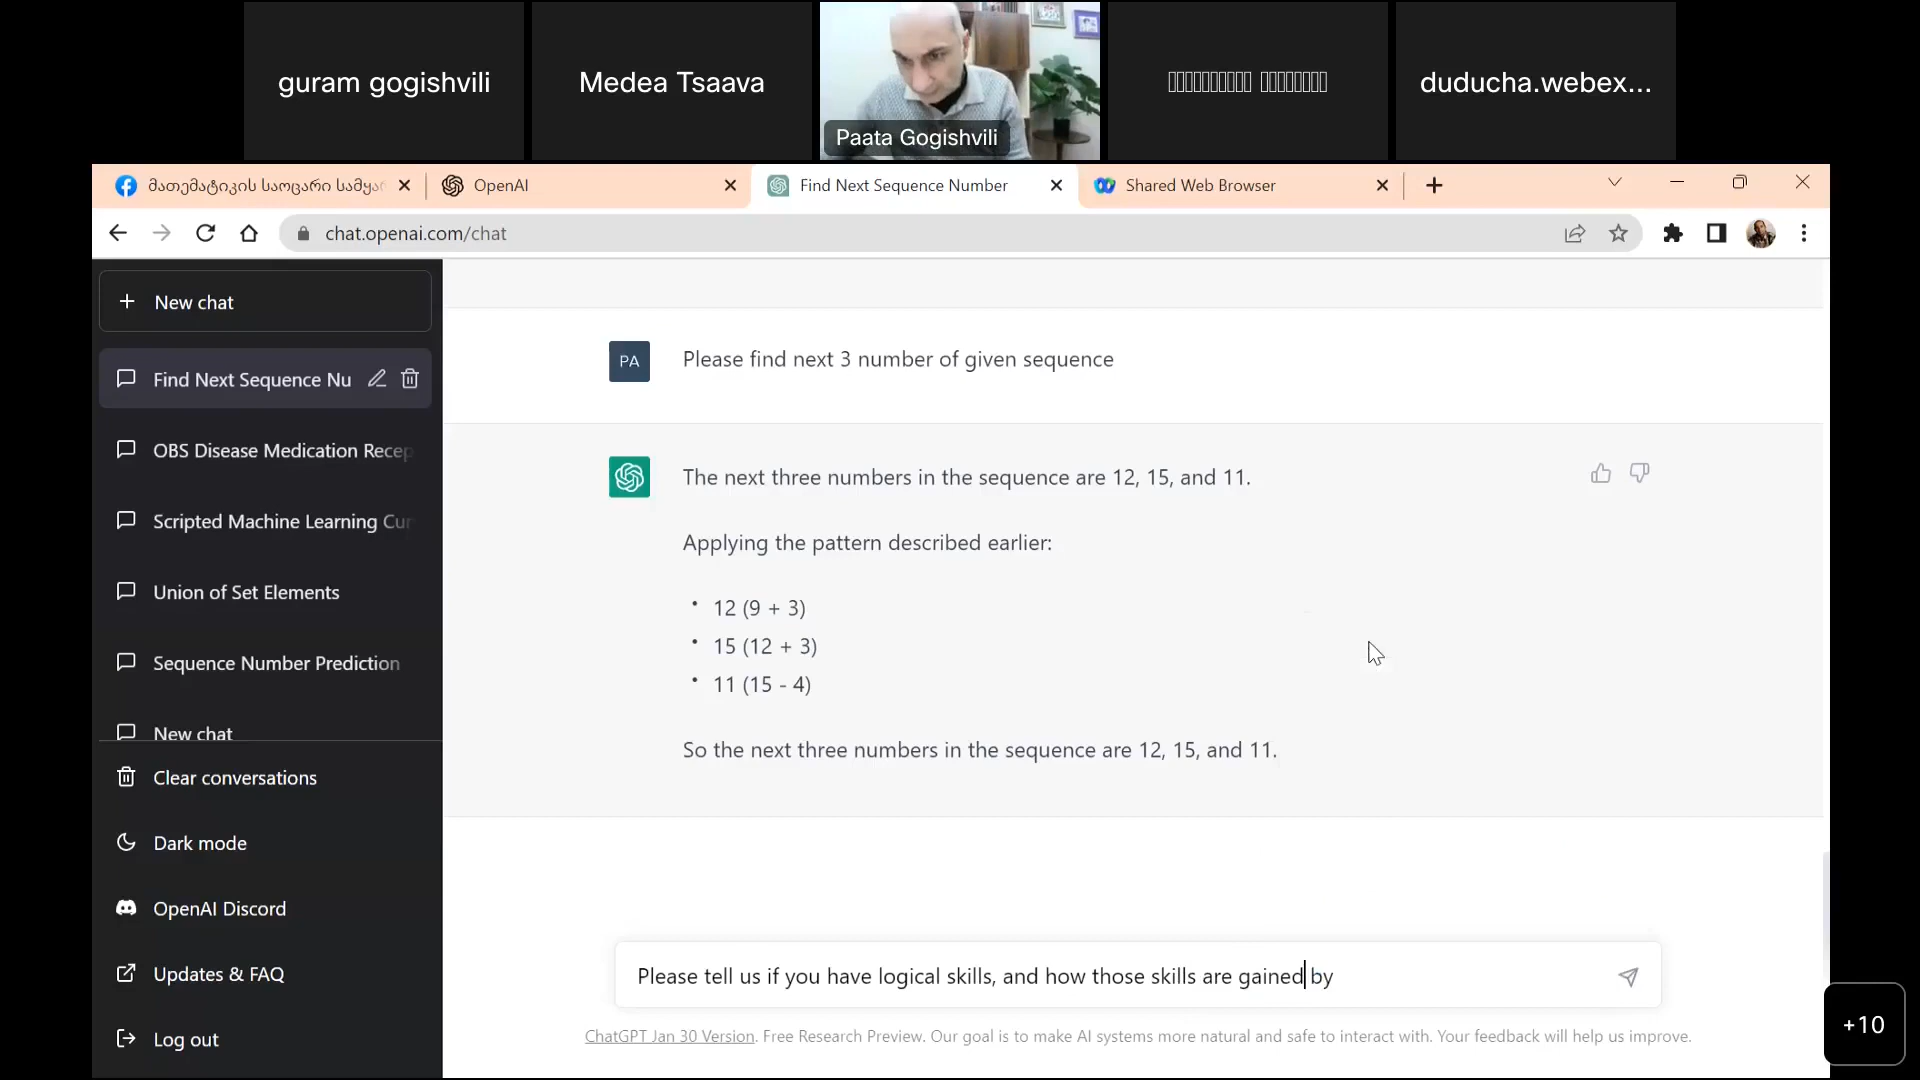 guram gogishvili
Medea Tsaava
Paata Gogishvili
duducha.webex...
მათემატიკის საოცარი სამყარ
OpenAI
Find Next Sequence Number
Shared Web Browser
chat.openai.com/chat
New chat
Find Next Sequence Nu
OBS Disease Medication Recep
Scripted Machine Learning Cur
Union of Set Elements
Sequence Number Prediction
New chat
Clear conversations
Dark mode
OpenAI Discord
Updates & FAQ
Log out
PA
Please find next 3 number of given sequence
The next three numbers in the sequence are 12, 15, and 11.
Applying the pattern described earlier:
• 12 (9 + 3)
• 15 (12 + 3)
• 11 (15 - 4)
So the next three numbers in the sequence are 12, 15, and 11.
Please tell us if you have logical skills, and how those skills are gained by
ChatGPT Jan 30 Version. Free Research Preview. Our goal is to make AI systems more natural and safe to interact with. Your feedback will help us improve.
+10